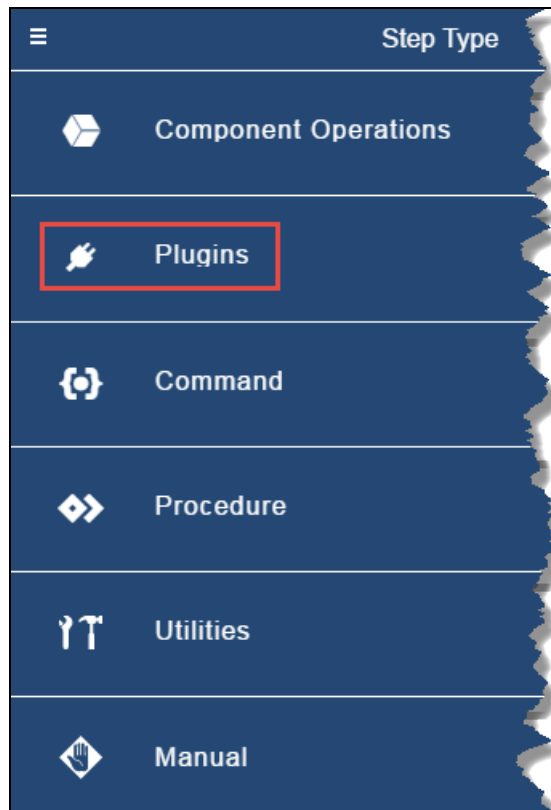 Step Type
Component Operations
Plugins
Command
Procedure
Utilities
Manual